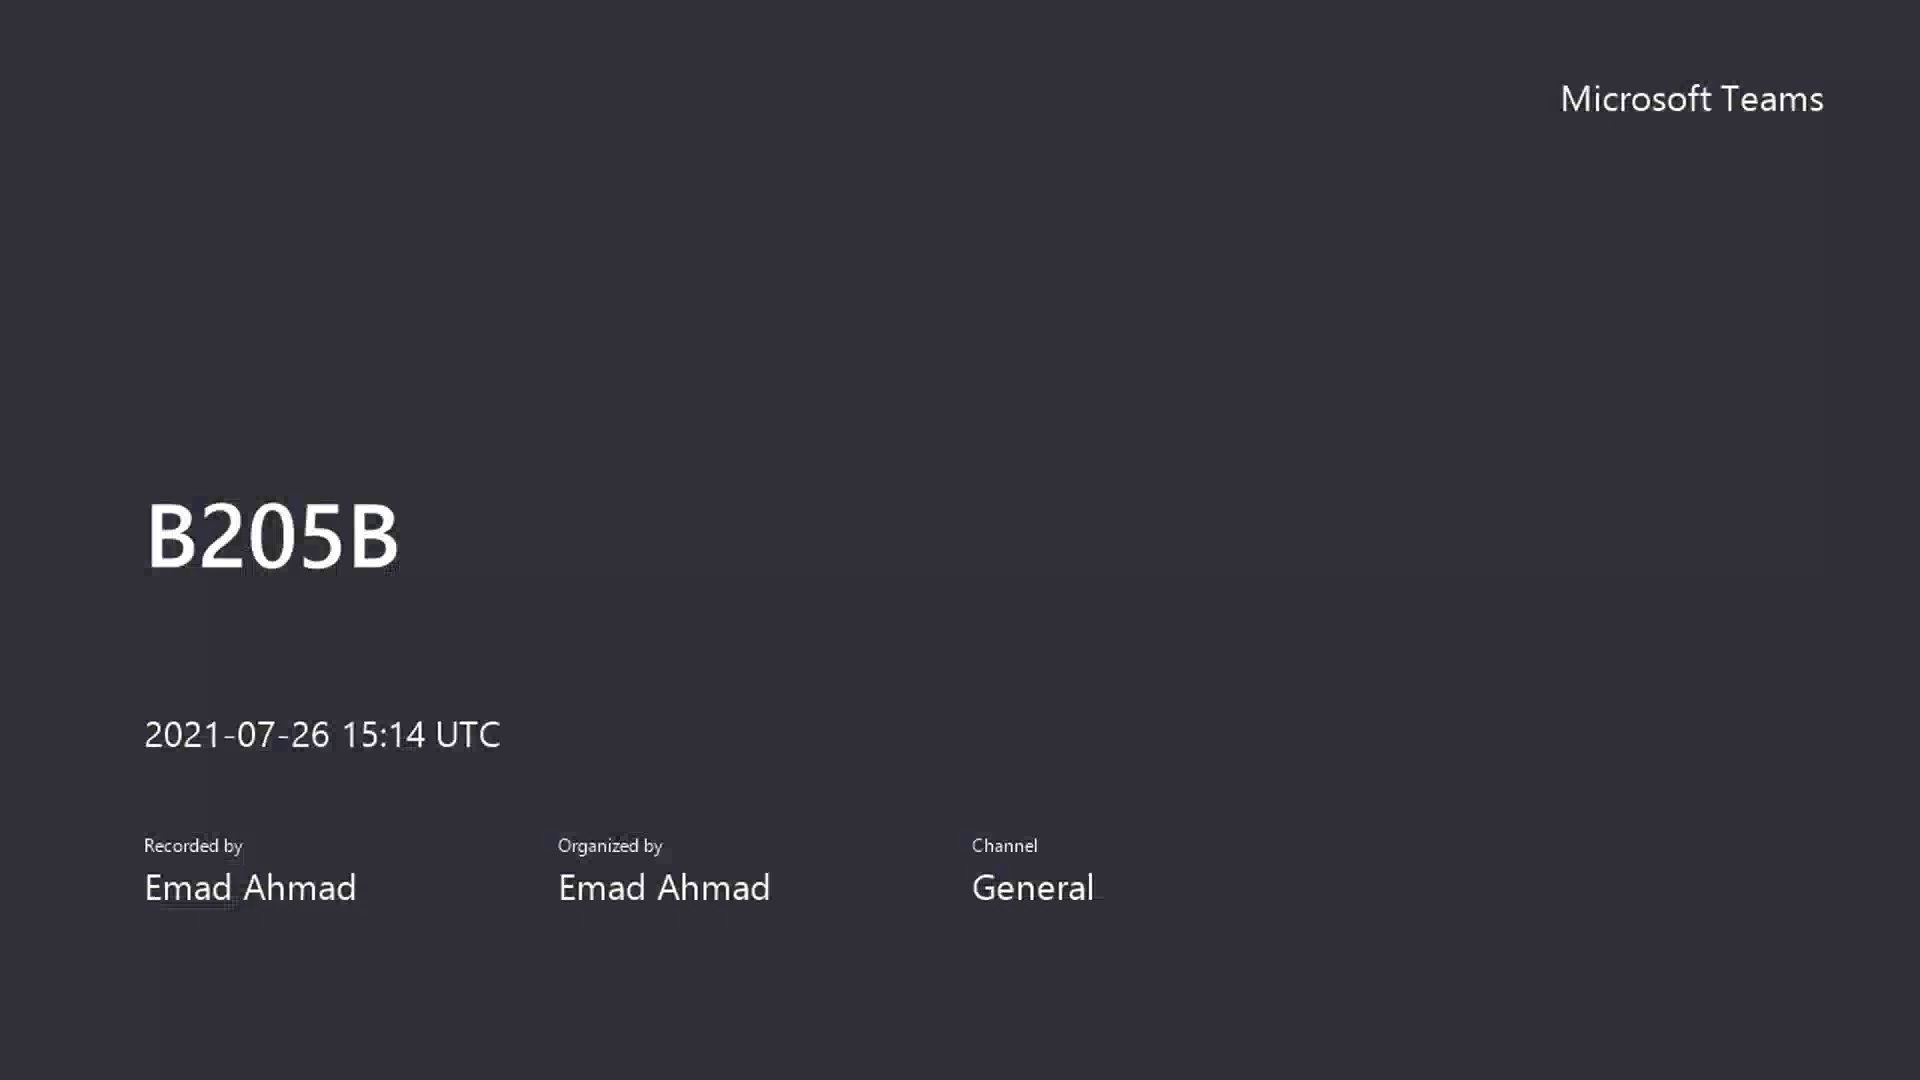 Microsoft Teams
B205B
2021-07-26 15:14 UTC
Recorded by
Emad Ahmad
Organized by
Emad Ahmad
Channel
General